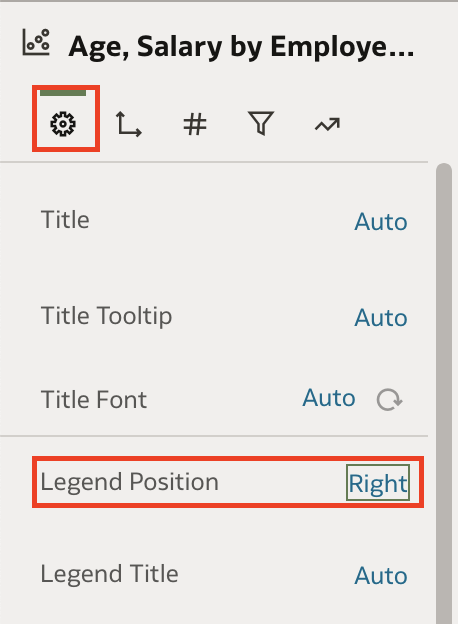 Age, Salary by Employe...
#
Title Auto
Title Tooltip Auto
Title Font Auto
Legend Position Right
Legend Title Auto